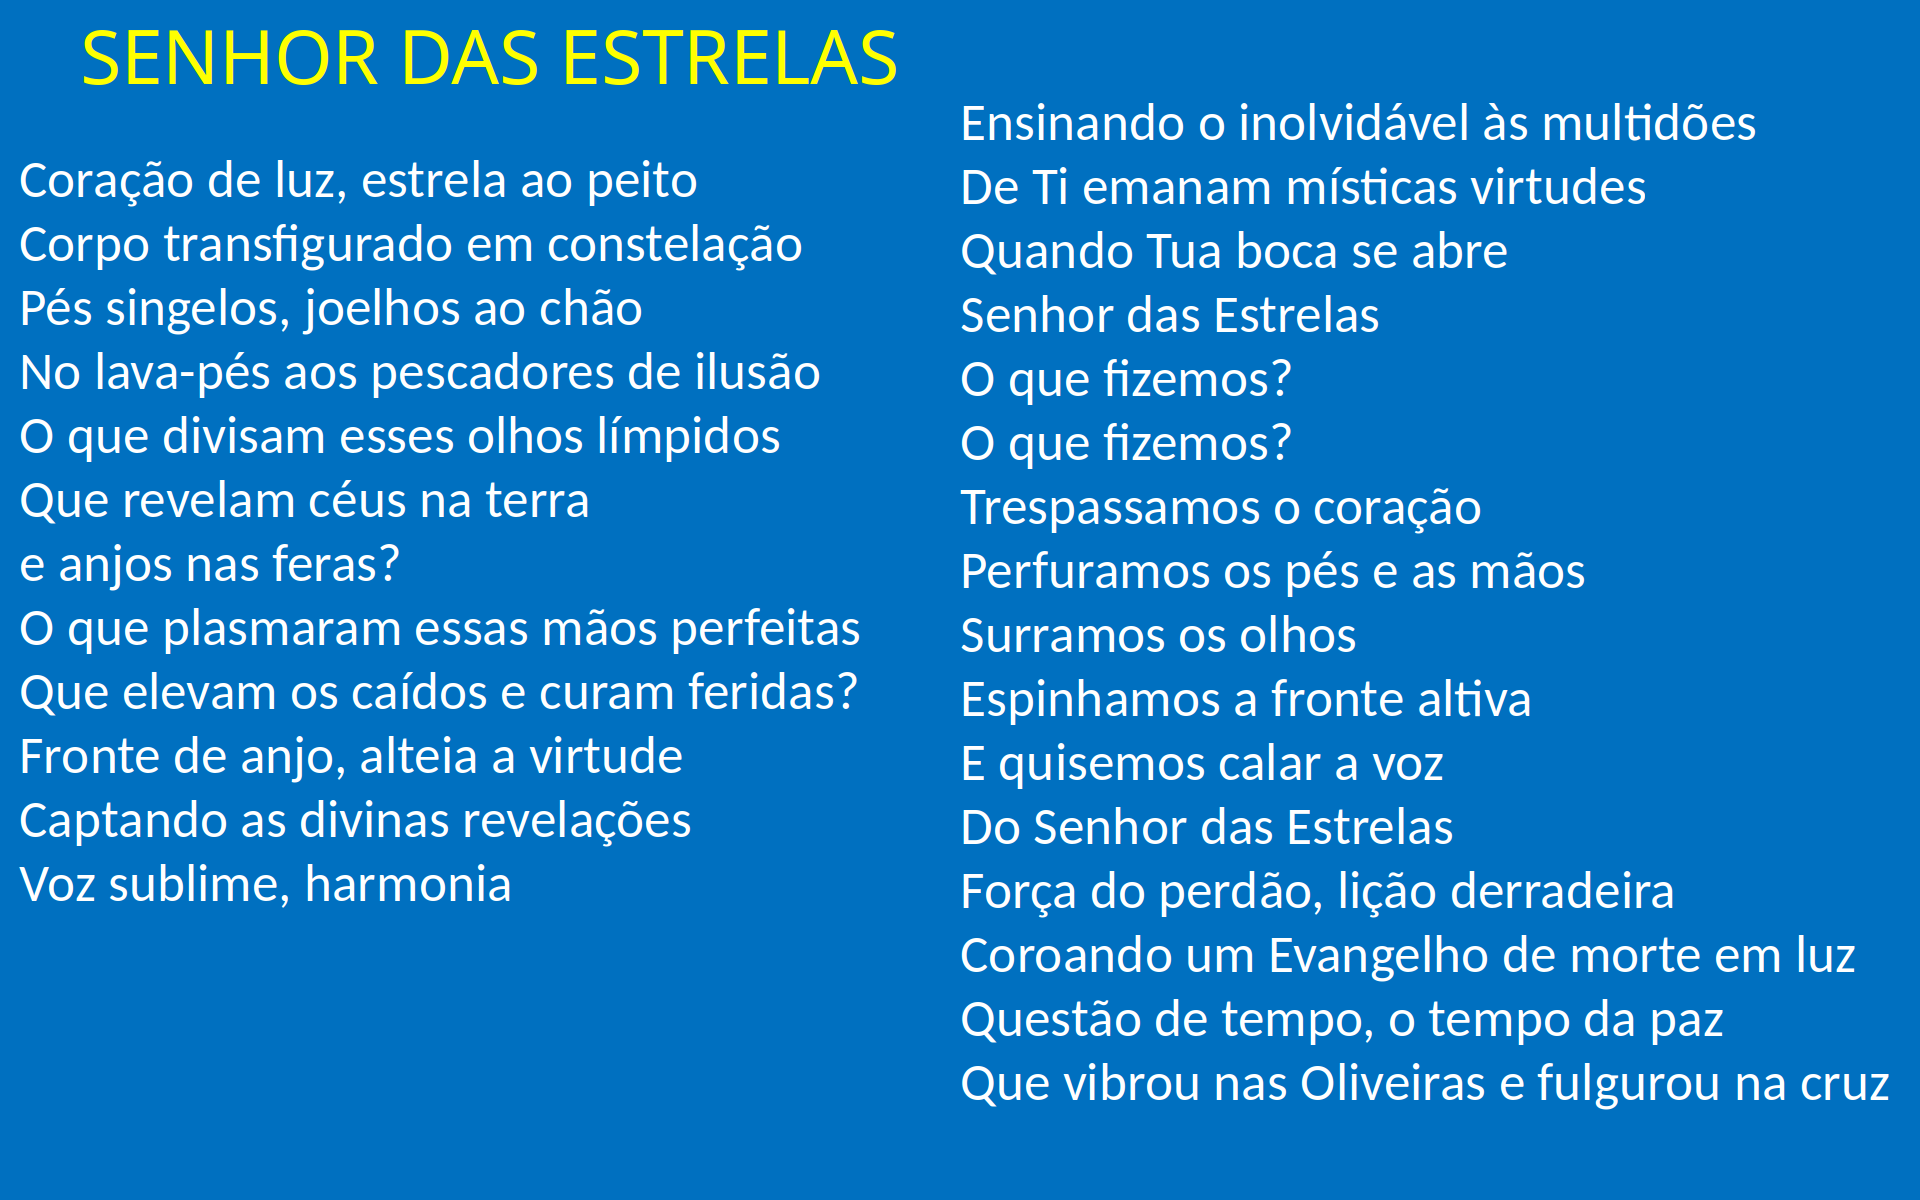 SENHOR DAS ESTRELAS
Coração de luz, estrela ao peito
Corpo transfigurado em constelação
Pés singelos, joelhos ao chão
No lava-pés aos pescadores de ilusão
O que divisam esses olhos límpidos
Que revelam céus na terra
e anjos nas feras?
O que plasmaram essas mãos perfeitas
Que elevam os caídos e curam feridas?
Fronte de anjo, alteia a virtude
Captando as divinas revelações
Voz sublime, harmonia
Ensinando o inolvidável às multidões
De Ti emanam místicas virtudes
Quando Tua boca se abre
Senhor das Estrelas
O que fizemos?
O que fizemos?
Trespassamos o coração
Perfuramos os pés e as mãos
Surramos os olhos
Espinhamos a fronte altiva
E quisemos calar a voz
Do Senhor das Estrelas
Força do perdão, lição derradeira
Coroando um Evangelho de morte em luz
Questão de tempo, o tempo da paz
Que vibrou nas Oliveiras e fulgurou na cruz